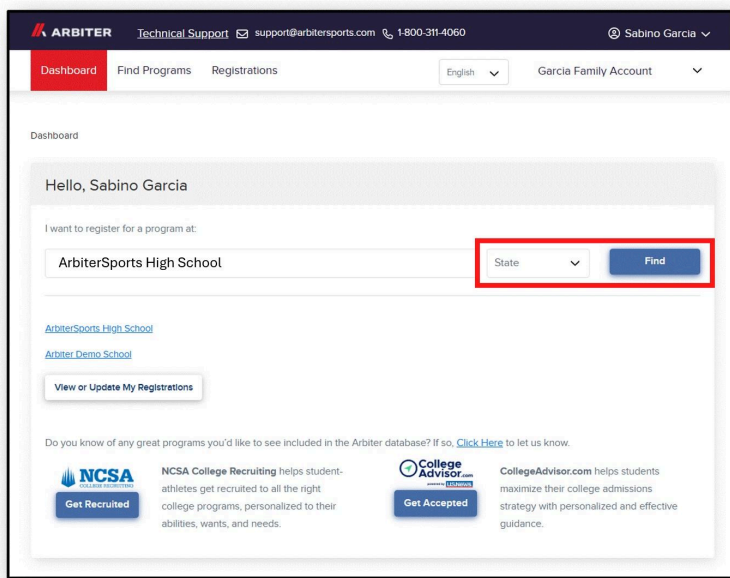 ARBITER Technical Support support@arbitersports.com 1-800-311-4060 Sabino Garcia
Dashboard Find Programs Registrations English Garcia Family Account
Dashboard
Hello, Sabino Garcia
I want to register for a program at:
ArbiterSports High School State Find
ArbiterSports High School
Arbiter Demo School
View or Update My Registrations
Do you know of any great programs you'd like to see included in the Arbiter database? If so, Click Here to let us know.
NCSA
COLLEGE RECRUITING
Get Recruited
NCSA College Recruiting helps student-
athletes get recruited to all the right
college programs, personalized to their
abilities, wants, and needs.
College
Advisor.com
powered by U.S.News
Get Accepted
CollegeAdvisor.com helps students
maximize their college admissions
strategy with personalized and effective
guidance.